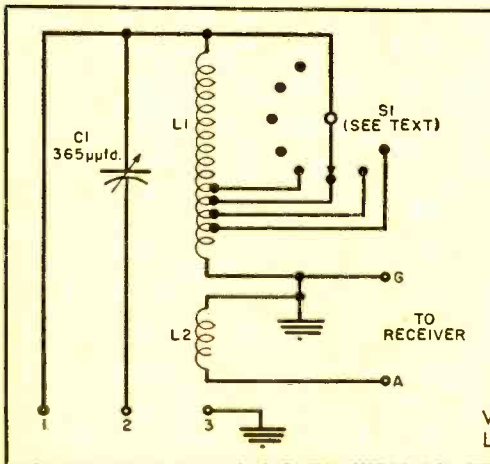 C1
365μμfd.
L1
S1
(SEE TEXT)
G
L2
TO
RECEIVER
A
1
2
3